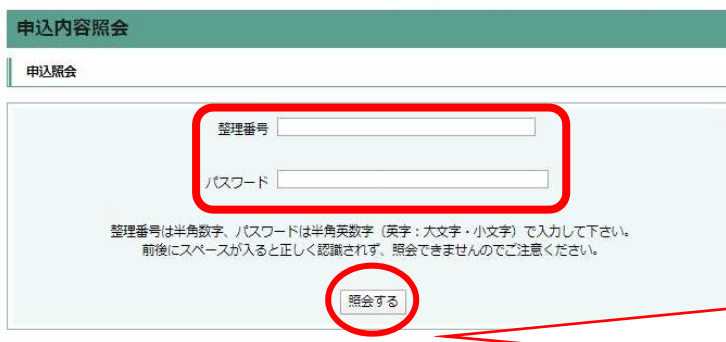 申込内容照会
申込照会
整理番号
パスワード
整理番号は半角数字、パスワードは半角英数字（英字：大文字・小文字）で入力して下さい。
前後にスペースが入ると正しく認識されず、照会できませんのでご注意ください。
照会する